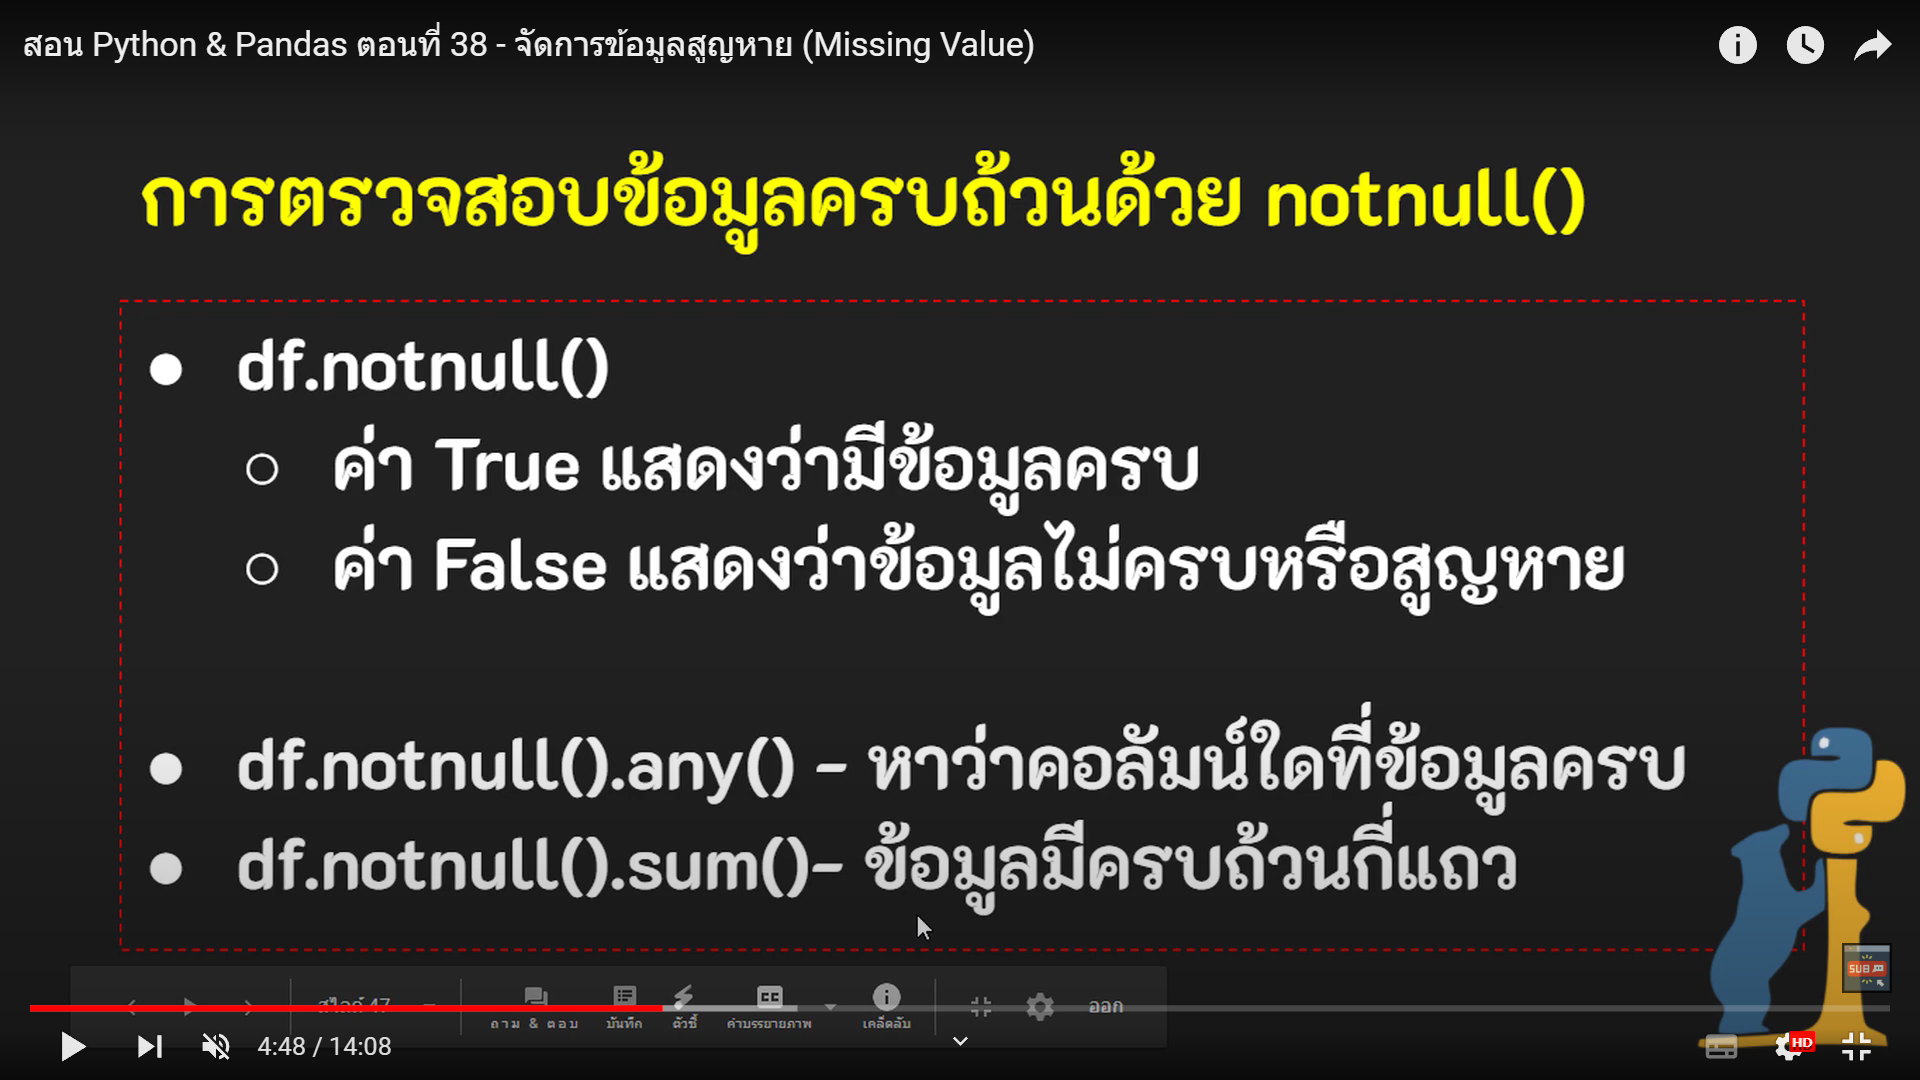 สอน Python & Pandas ตอนที่ 38 - จัดการข้อมูลสูญหาย (Missing Value)
การตรวจสอบข้อมูลครบถ้วนด้วย notnull()
● df.notnull()
○ ค่า True แสดงว่ามีข้อมูลครบ
○ ค่า False แสดงว่าข้อมูลไม่ครบหรือสูญหาย
● df.notnull().any() - หาว่าคอลัมน์ใดที่ข้อมูลครบ
● df.notnull().sum()- ข้อมูลมีครบถ้วนกี่แถว
SUB
สไลด์ 47
ออก
ถาม & ตอบ บันทึก ตัวชี้ คำบรรยายภาพ เคล็ดลับ
CC
4:48 / 14:08
HD